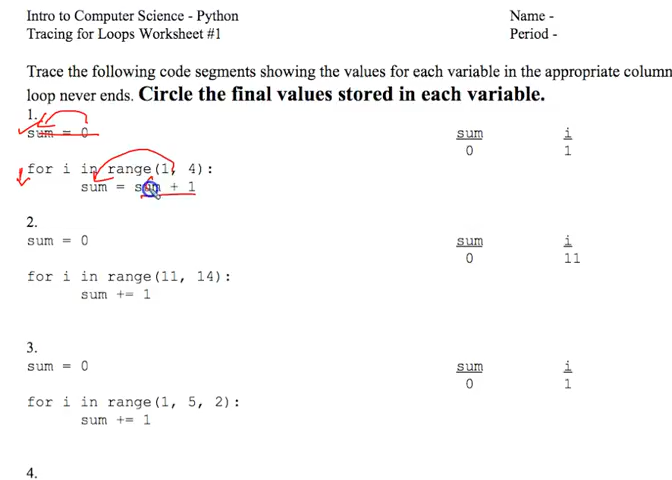 Intro to Computer Science - Python Name -
Tracing for Loops Worksheet #1 Period -
Trace the following code segments showing the values for each variable in the appropriate column
loop never ends. Circle the final values stored in each variable.
1.
sum = 0 sum i
0 1
for i in range(1, 4):
sum = sum + 1
2.
sum = 0 sum i
0 11
for i in range(11, 14):
sum += 1
3.
sum = 0 sum i
0 1
for i in range(1, 5, 2):
sum += 1
4.